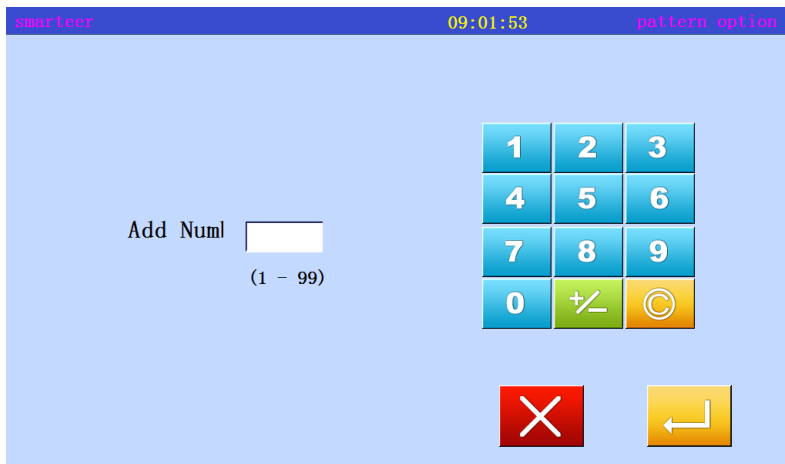 smarteer 09:01:53 pattern option
1 2 3
4 5 6
Add Num
7 8 9
(1 - 99)
0 +/− C